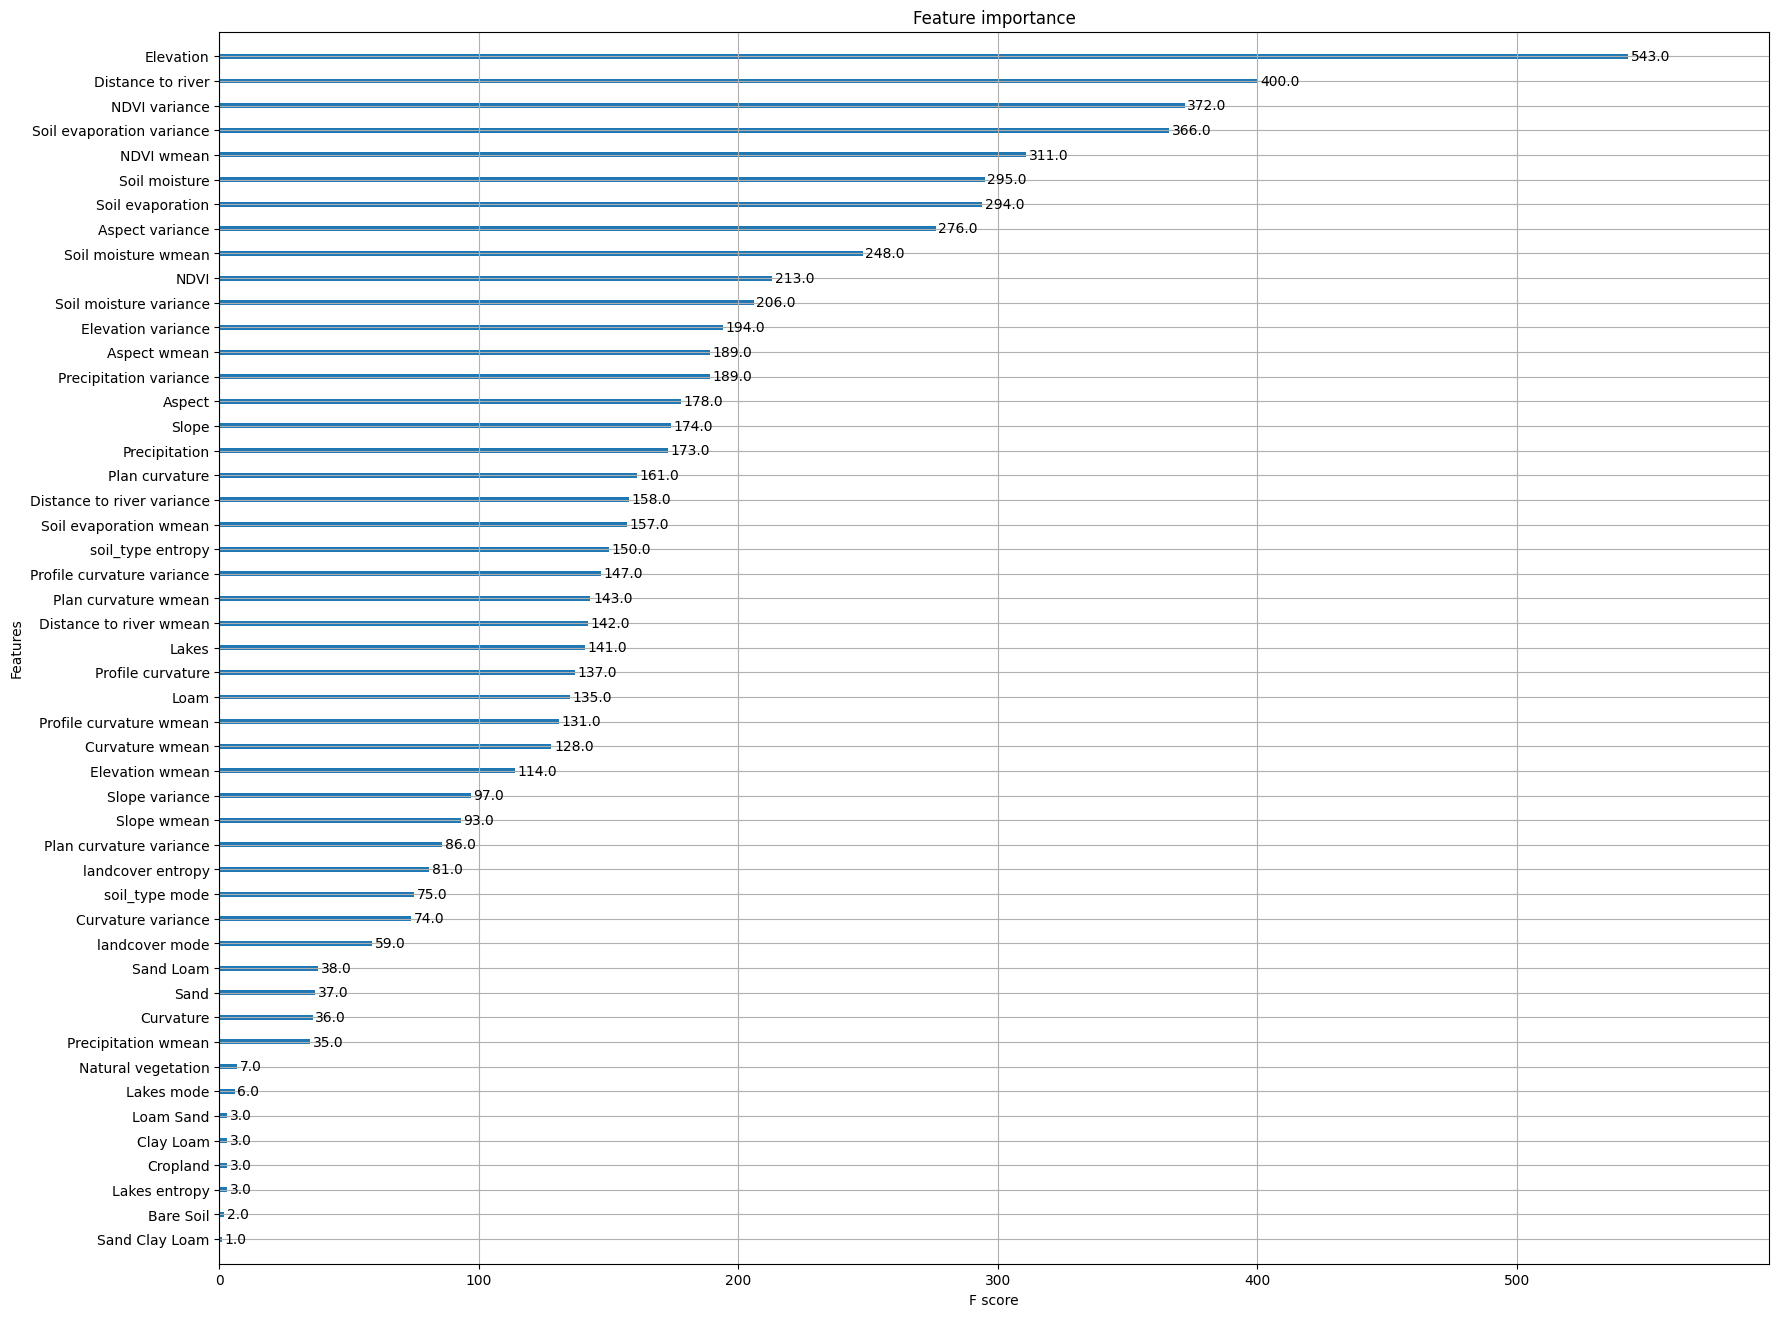 Feature importance
Elevation 543.0
Distance to river 400.0
NDVI variance 372.0
Soil evaporation variance 366.0
NDVI wmean 311.0
Soil moisture 295.0
Soil evaporation 294.0
Aspect variance 276.0
Soil moisture wmean 248.0
NDVI 213.0
Soil moisture variance 206.0
Elevation variance 194.0
Aspect wmean 189.0
Precipitation variance 189.0
Aspect 178.0
Slope 174.0
Precipitation 173.0
Plan curvature 161.0
Distance to river variance 158.0
Soil evaporation wmean 157.0
soil_type entropy 150.0
Profile curvature variance 147.0
Plan curvature wmean 143.0
Distance to river wmean 142.0
Lakes 141.0
Profile curvature 137.0
Loam 135.0
Profile curvature wmean 131.0
Curvature wmean 128.0
Elevation wmean 114.0
Slope variance 97.0
Slope wmean 93.0
Plan curvature variance 86.0
landcover entropy 81.0
soil_type mode 75.0
Curvature variance 74.0
landcover mode 59.0
Sand Loam 38.0
Sand 37.0
Curvature 36.0
Precipitation wmean 35.0
Natural vegetation 7.0
Lakes mode 6.0
Loam Sand 3.0
Clay Loam 3.0
Cropland 3.0
Lakes entropy 3.0
Bare Soil 2.0
Sand Clay Loam 1.0
Features
0 100 200 300 400 500
F score